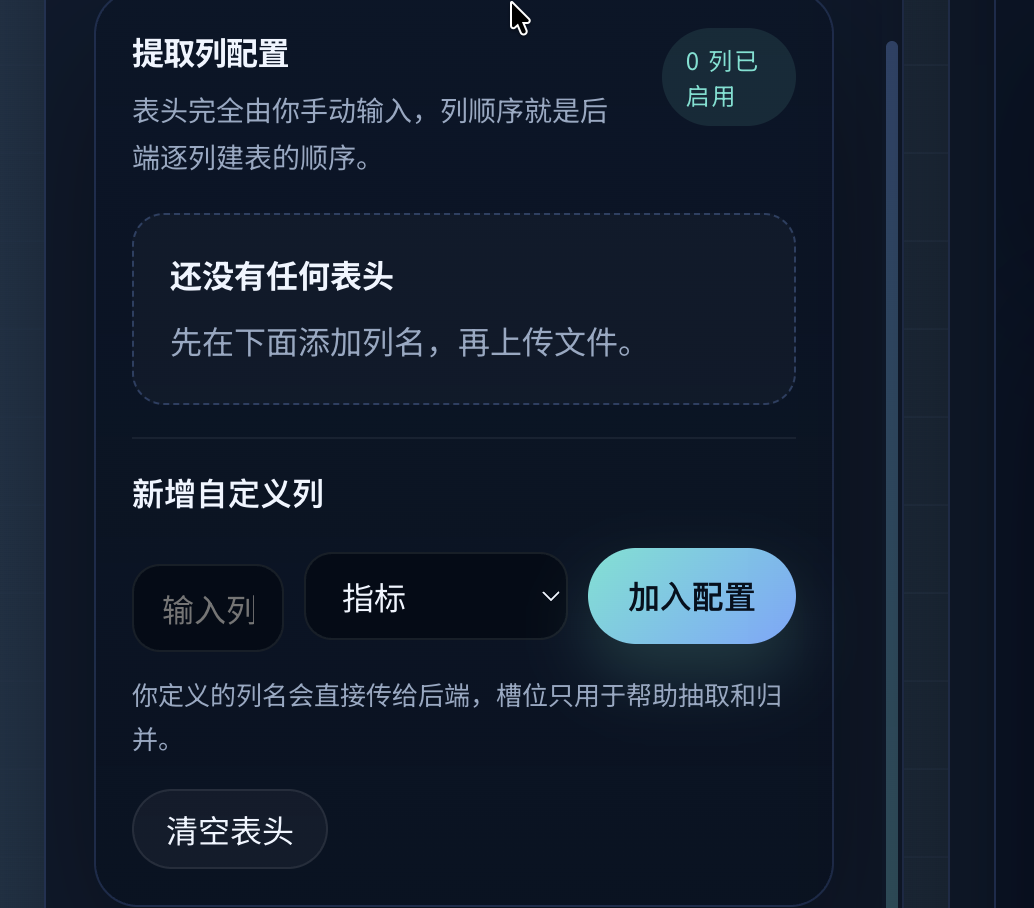 提取列配置
0 列已
启用
表头完全由你手动输入，列顺序就是后
端逐列建表的顺序。
还没有任何表头
先在下面添加列名，再上传文件。
新增自定义列
输入列
指标
加入配置
你定义的列名会直接传给后端，槽位只用于帮助抽取和归
并。
清空表头